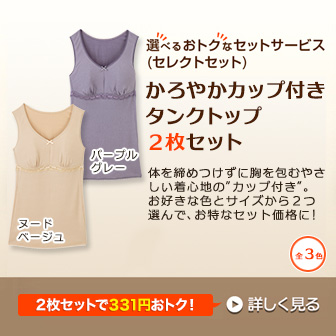 選べるおトクなセットサービス
(セレクトセット)
かろやかカップ付き
タンクトップ
2枚セット
パープル
グレー
ヌード
ベージュ
体を締めつけずに胸を包むやさ
しい着心地の"カップ付き"。
お好きな色とサイズから2つ
選んで、お特なセット価格に!
全3色
2枚セットで331円おトク!
詳しく見る